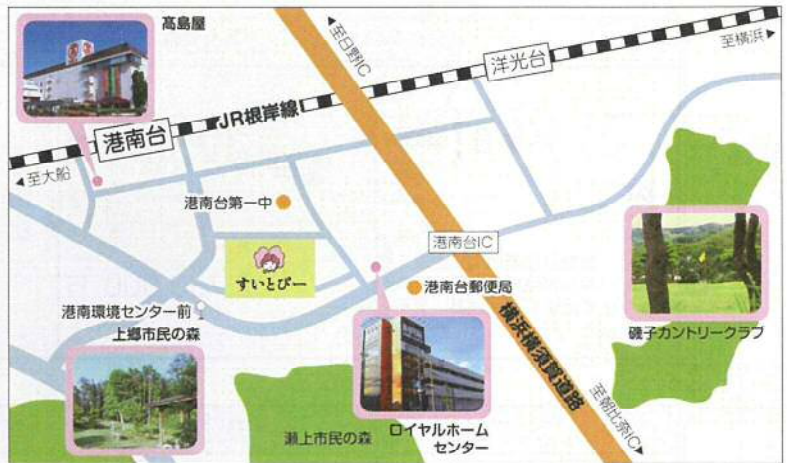 高島屋
◀至日野IC
至横浜▶
洋光台
JR根岸線
港南台
◀至大船
港南台第一中
港南台IC
すいとぴー
港南台郵便局
港南環境センター前
上郷市民の森
横浜横須賀道路
磯子カントリークラブ
瀬上市民の森
ロイヤルホーム
センター
至朝比奈IC▶